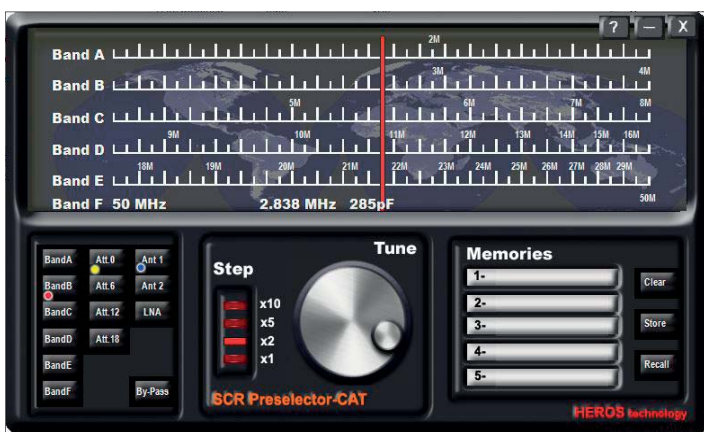 ? — X
2M
Band A
3M 4M
Band B
5M 6M 7M 8M
Band C
9M 10M 11M 12M 13M 14M 15M 16M
Band D
18M 19M 20M 21M 22M 23M 24M 25M 26M 27M 28M 29M
Band E
50M
Band F 50 MHz 2.838 MHz 285pF
BandA Att.0 Ant 1
BandB Att.6 Ant 2
BandC Att.12 LNA
BandD Att.18
BandE
BandF By-Pass
Tune
Step
x10
x5
x2
x1
SCR Preselector-CAT
Memories
1-
2-
3-
4-
5-
Clear
Store
Recall
HEROS technology